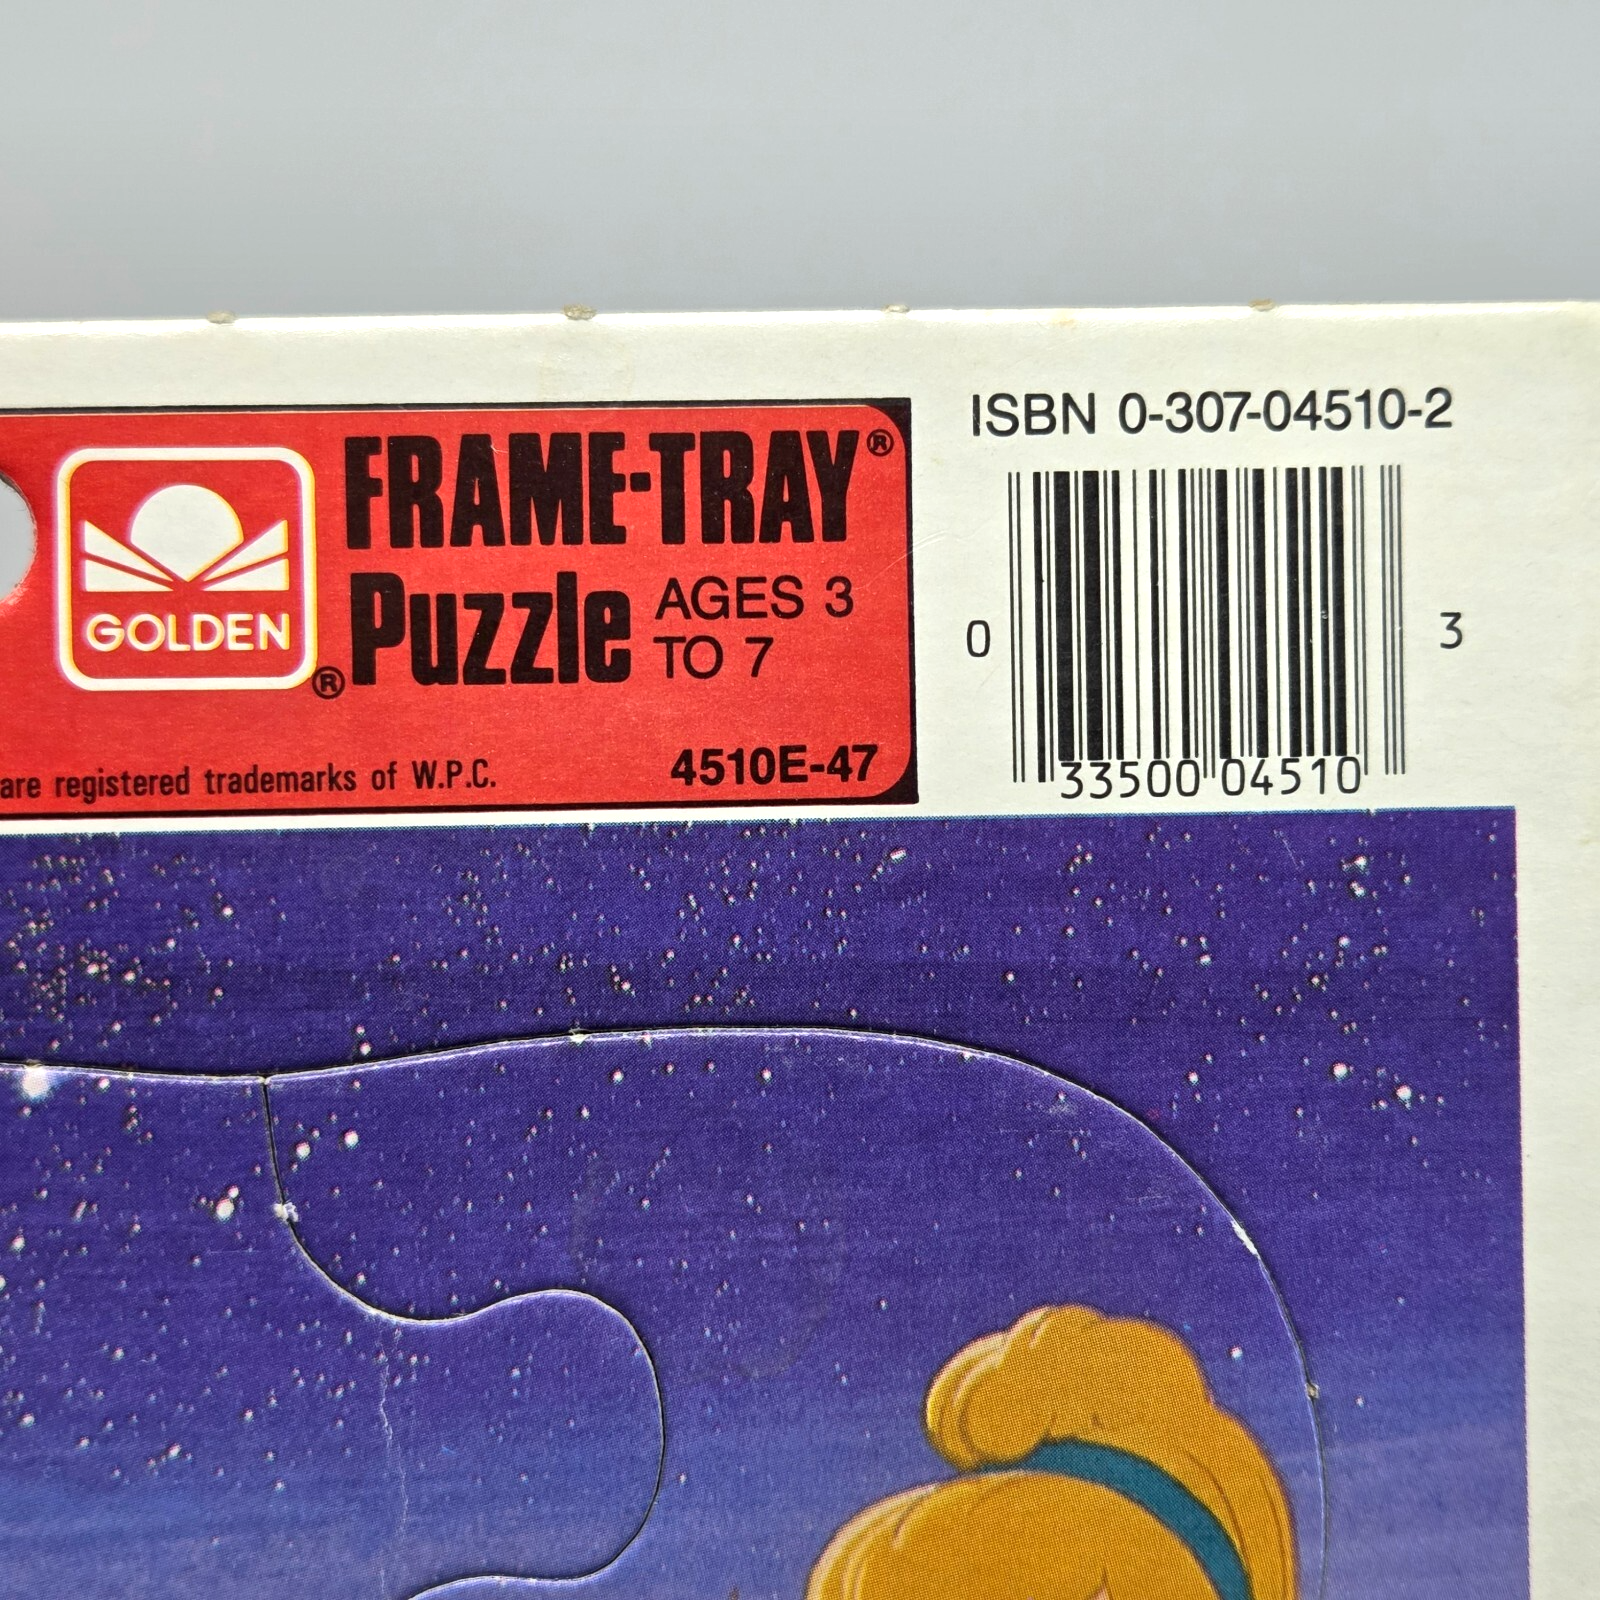 GOLDEN®
FRAME-TRAY®
Puzzle AGES 3
TO 7
are registered trademarks of W.P.C.
4510E-47
ISBN 0-307-04510-2
0 33500 04510 3